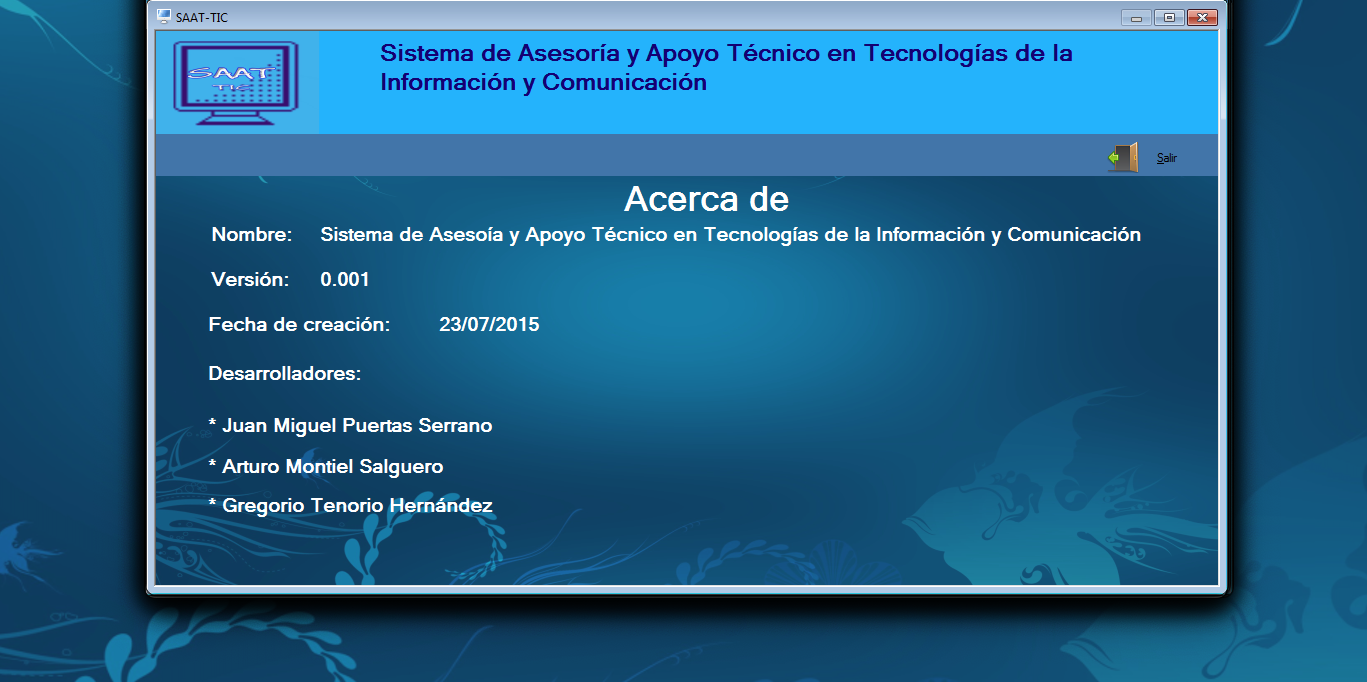 SAAT-TIC
SAAT
TIC
Sistema de Asesoría y Apoyo Técnico en Tecnologías de la
Información y Comunicación
Salir
Acerca de
Nombre: Sistema de Asesoía y Apoyo Técnico en Tecnologías de la Información y Comunicación
Versión: 0.001
Fecha de creación: 23/07/2015
Desarrolladores:
* Juan Miguel Puertas Serrano
* Arturo Montiel Salguero
* Gregorio Tenorio Hernández